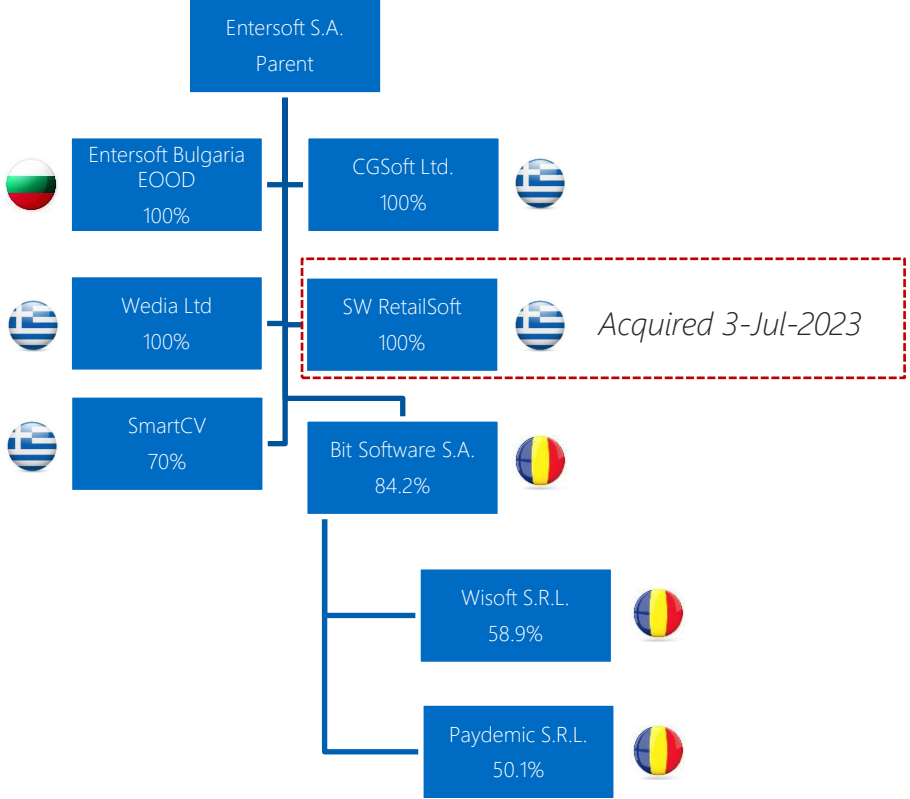 Entersoft S.A.
Parent
Entersoft Bulgaria
EOOD
100%
CGSoft Ltd.
100%
Wedia Ltd
100%
SW RetailSoft
100%
Acquired 3-Jul-2023
SmartCV
70%
Bit Software S.A.
84.2%
Wisoft S.R.L.
58.9%
Paydemic S.R.L.
50.1%